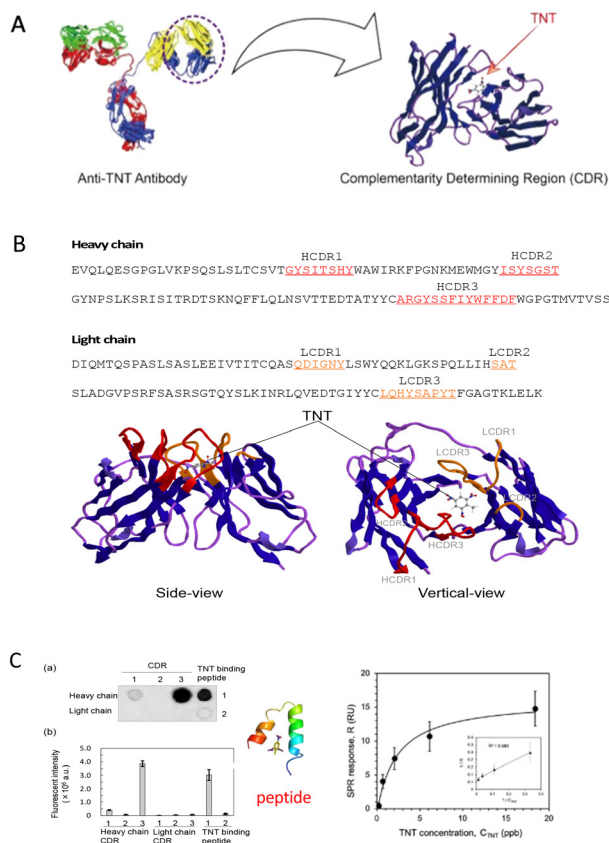 A
TNT
Anti-TNT Antibody
Complementarity Determining Region (CDR)
B
Heavy chain
HCDR1 HCDR2
EVQLQESGPGLVKPSQSLSLTCSVTGYSITSHYWAWIRKFPGNKMEWMGYISYSGST
HCDR3
GYNPSLKSRISITRDTSKNQFFLQLNSVTTEDTATYYCARGYSSFIYWFFDFWGPGTMVTVSS
Light chain
LCDR1 LCDR2
DIQMTQSPASLSASLEEIVTITCQASQDIGNYLSWYQQKLGKSPQLLIHSAT
LCDR3
SLADGVPSRFSASRSGTQYSLKINRLQVEDTGIYYCLQHYSAPYTFGAGTKLELK
TNT
LCDR1
LCDR3
LCDR2
HCDR2
HCDR3
HCDR1
Side-view
Vertical-view
C
(a)
CDR
TNT binding
peptide
1 2 3
Heavy chain 1
Light chain 2
(b)
Fluorescent intensity
(× 10⁶ a.u.)
5.0
4.0
3.0
2.0
1.0
0
1 2 3 1 2 3 1 2
Heavy chain CDR
Light chain CDR
TNT binding peptide
peptide
SPR response, R (RU)
20
15
10
5
0
0 5 10 15 20
TNT concentration, C_TNT (ppb)